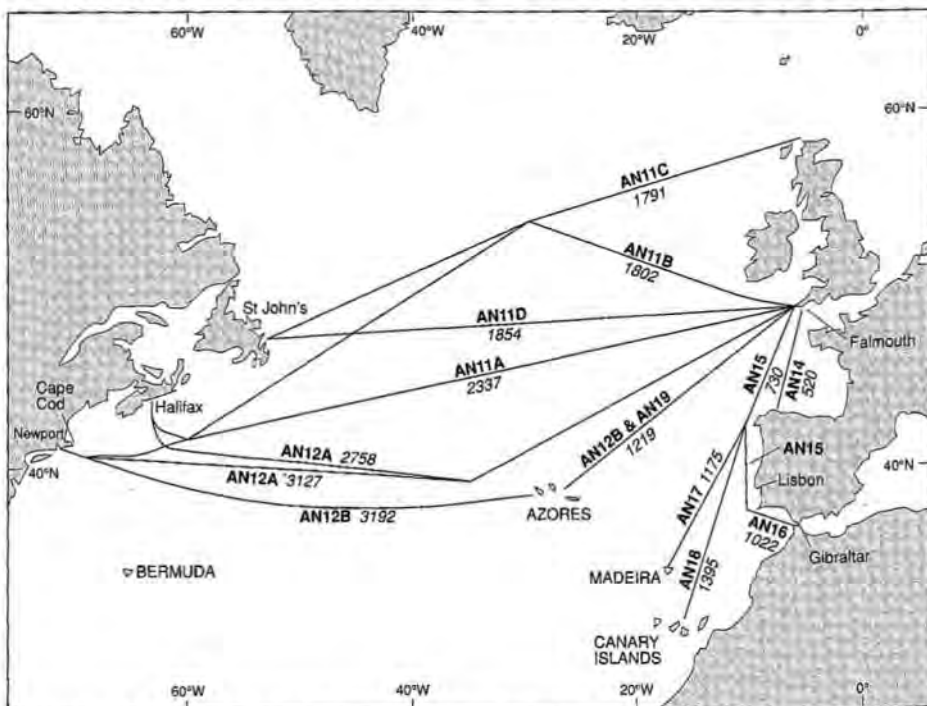 60°W
40°W
20°W
0°
60°N
60°N
AN11C
1791
AN11B
1802
St John's
AN11D
1854
Falmouth
AN11A
2337
AN15
730
AN14
520
Cape
Cod
Halifax
Newport
AN12B & AN19
1219
AN12A 2758
AN15
40°N
40°N
AN12A 3127
Lisbon
AN17 1175
AN12B 3192
AZORES
AN16
1022
Gibraltar
BERMUDA
MADEIRA
AN18
1395
CANARY
ISLANDS
60°W
40°W
20°W
0°